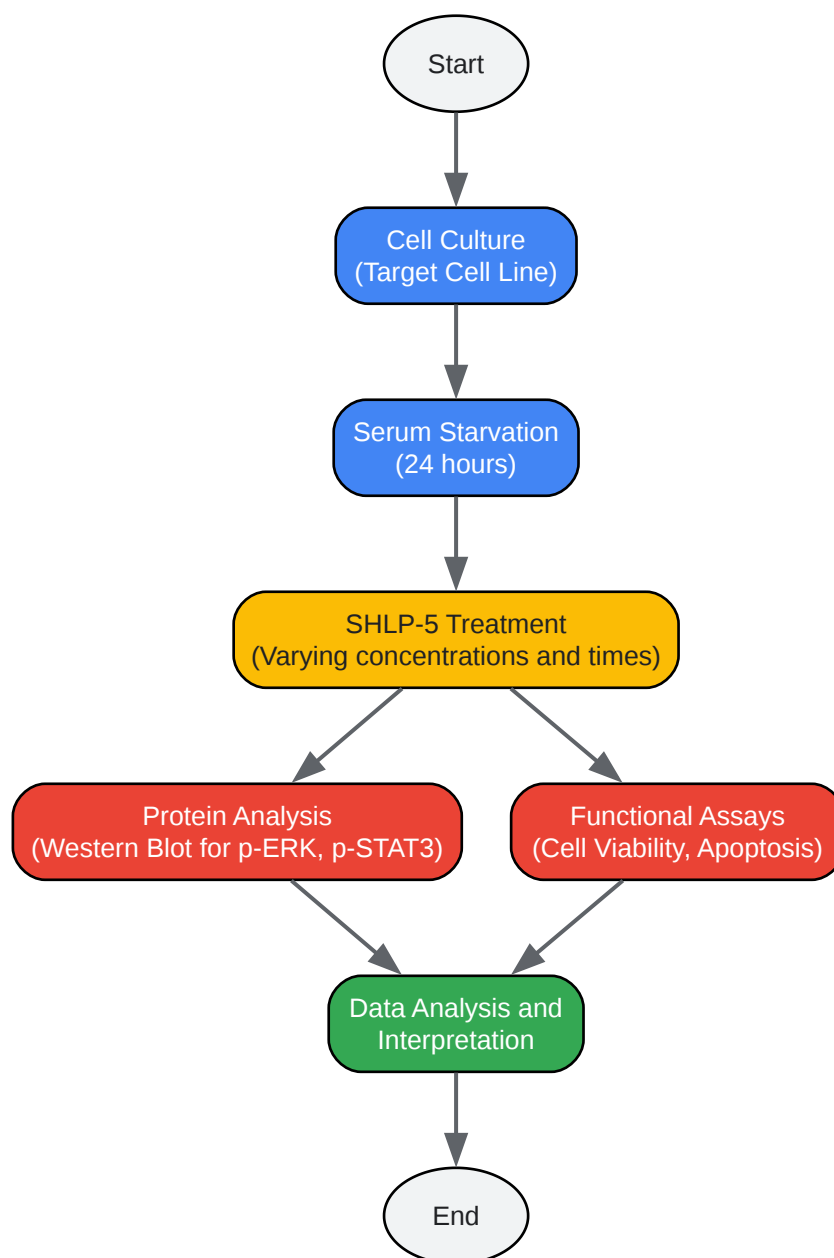 Start
Cell Culture
(Target Cell Line)
Serum Starvation
(24 hours)
SHLP-5 Treatment
(Varying concentrations and times)
Protein Analysis
(Western Blot for p-ERK, p-STAT3)
Functional Assays
(Cell Viability, Apoptosis)
Data Analysis and
Interpretation
End